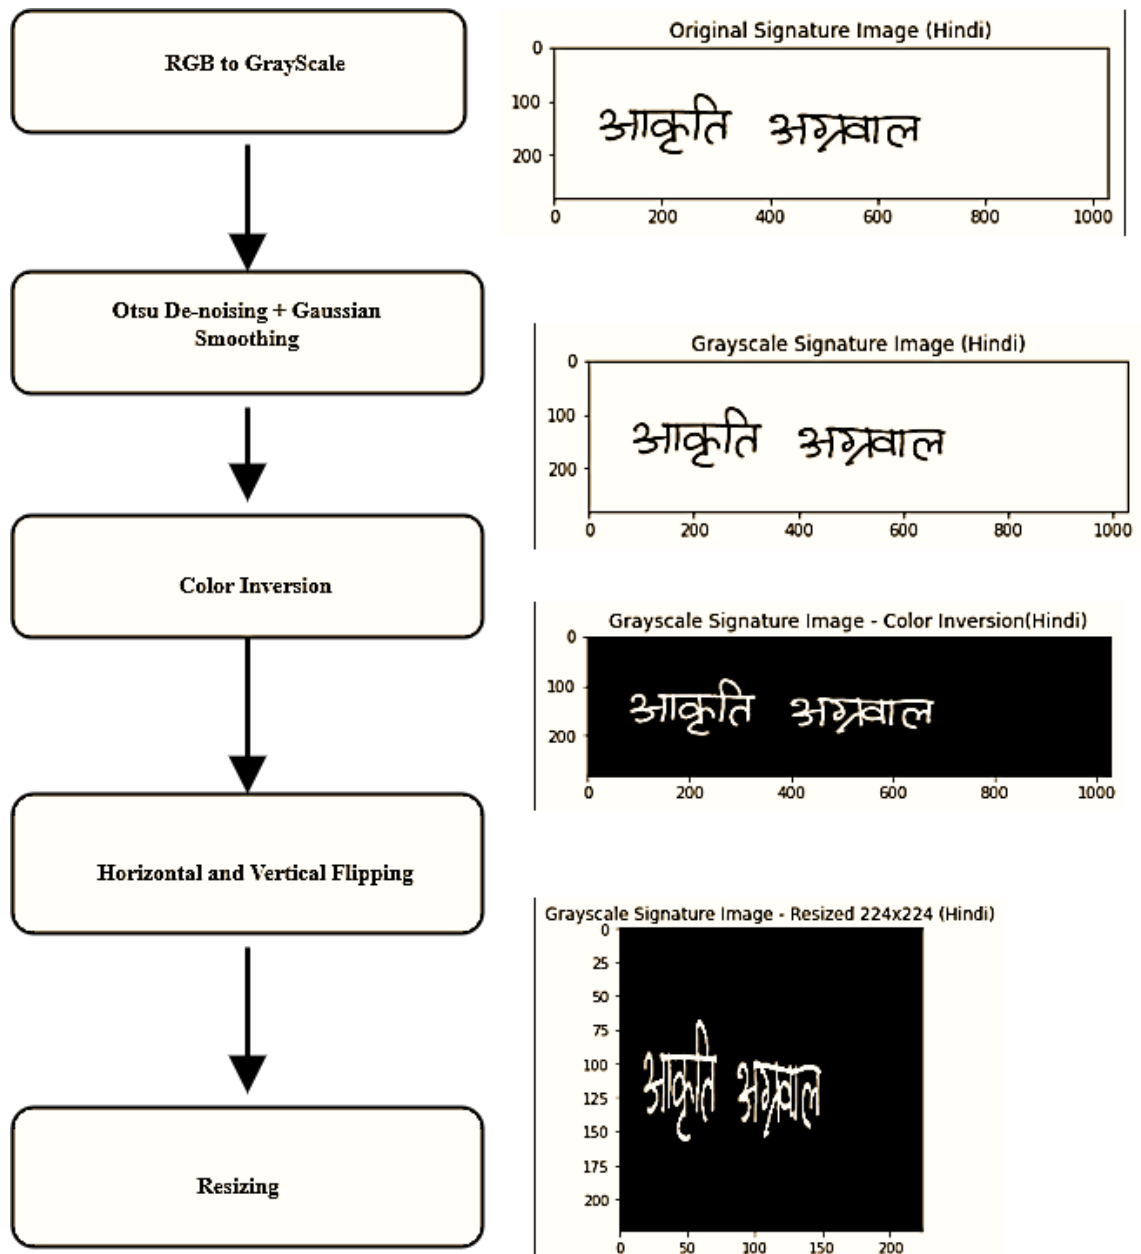 RGB to GrayScale
Otsu De-noising + Gaussian
Smoothing
Color Inversion
Horizontal and Vertical Flipping
Resizing
Original Signature Image (Hindi)
0
100
200
आकृति अग्रवाल
0 200 400 600 800 1000
Grayscale Signature Image (Hindi)
0
100
200
आकृति अग्रवाल
0 200 400 600 800 1000
Grayscale Signature Image - Color Inversion(Hindi)
0
100
200
आकृति अग्रवाल
0 200 400 600 800 1000
Grayscale Signature Image - Resized 224x224 (Hindi)
0
25
50
75
100
आकृति अग्रवाल
125
150
175
200
0 50 100 150 200